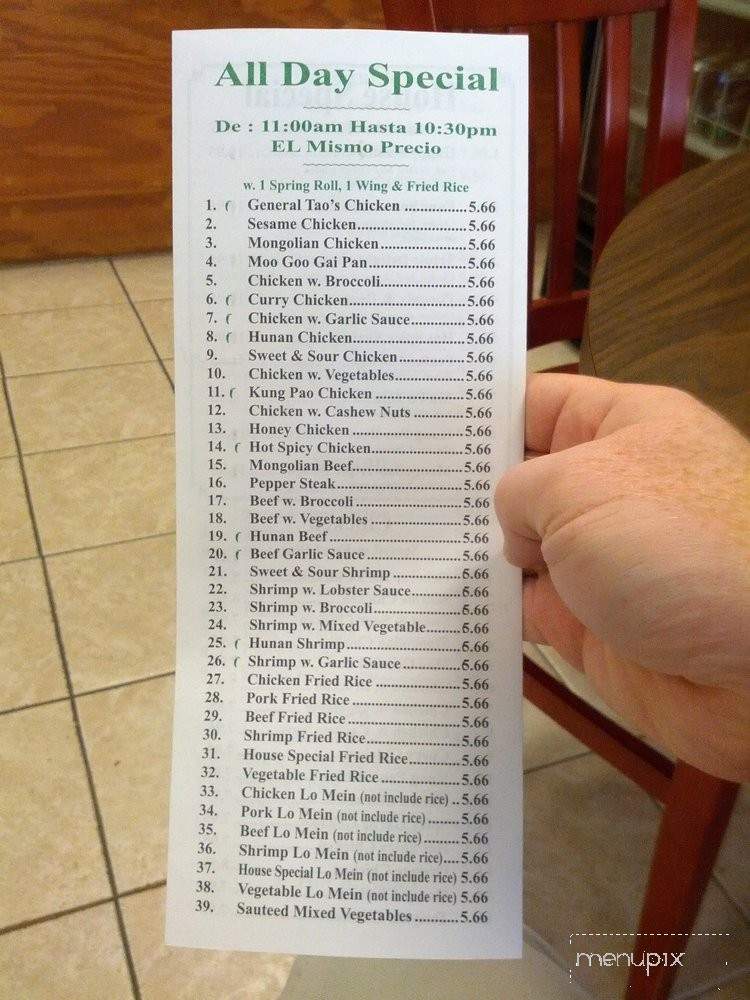 All Day Special
De : 11:00am Hasta 10:30pm
EL Mismo Precio
w. 1 Spring Roll, 1 Wing & Fried Rice
1. General Tao's Chicken ................5.66
2. Sesame Chicken............................5.66
3. Mongolian Chicken ......................5.66
4. Moo Goo Gai Pan.........................5.66
5. Chicken w. Broccoli......................5.66
6. Curry Chicken..............................5.66
7. Chicken w. Garlic Sauce..............5.66
8. Hunan Chicken.............................5.66
9. Sweet & Sour Chicken .................5.66
10. Chicken w. Vegetables..................5.66
11. Kung Pao Chicken .......................5.66
12. Chicken w. Cashew Nuts .............5.66
13. Honey Chicken .............................5.66
14. Hot Spicy Chicken........................5.66
15. Mongolian Beef.............................5.66
16. Pepper Steak.................................5.66
17. Beef w. Broccoli ............................5.66
18. Beef w. Vegetables ........................5.66
19. Hunan Beef ...................................5.66
20. Beef Garlic Sauce .........................5.66
21. Sweet & Sour Shrimp ..................5.66
22. Shrimp w. Lobster Sauce.............5.66
23. Shrimp w. Broccoli.......................5.66
24. Shrimp w. Mixed Vegetable.........5.66
25. Hunan Shrimp..............................5.66
26. Shrimp w. Garlic Sauce ...............5.66
27. Chicken Fried Rice ......................5.66
28. Pork Fried Rice ............................5.66
29. Beef Fried Rice .............................5.66
30. Shrimp Fried Rice.........................5.66
31. House Special Fried Rice..............5.66
32. Vegetable Fried Rice .....................5.66
33. Chicken Lo Mein (not include rice) ..5.66
34. Pork Lo Mein (not include rice) ........5.66
35. Beef Lo Mein (not include rice) .........5.66
36. Shrimp Lo Mein (not include rice)....5.66
37. House Special Lo Mein (not include rice) 5.66
38. Vegetable Lo Mein (not include rice) 5.66
39. Sauteed Mixed Vegetables ...........5.66
menupix